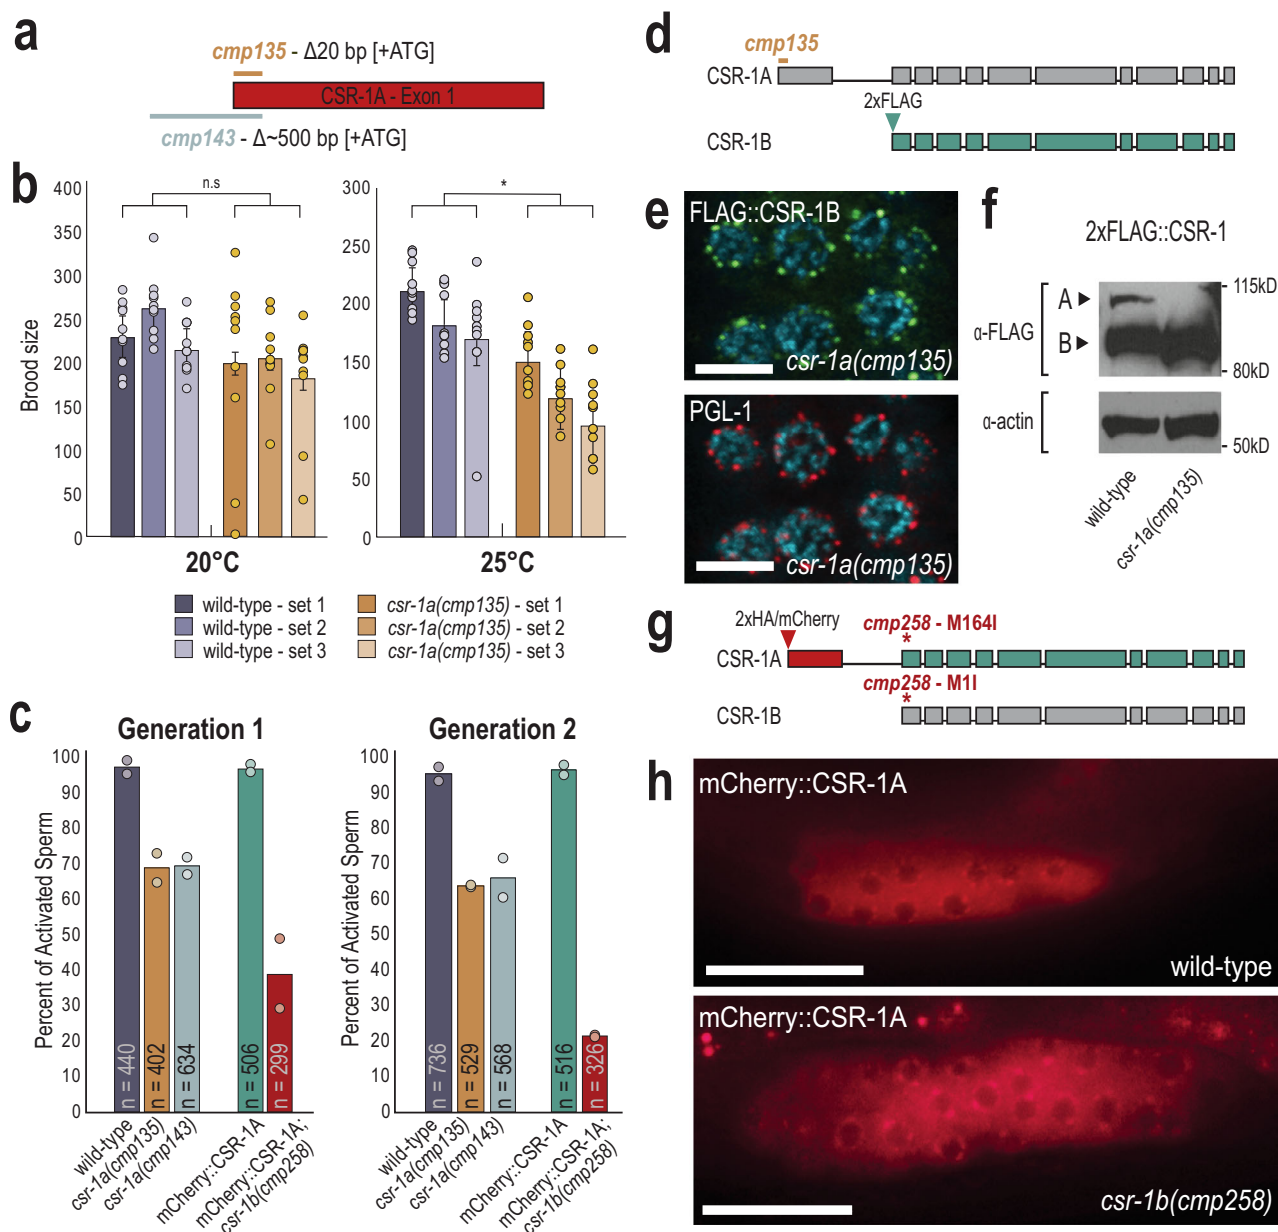 a
cmp135 - Δ20 bp [+ATG]
CSR-1A - Exon 1
cmp143 - Δ~500 bp [+ATG]
b
n.s
*
Brood size
400
350
300
250
200
150
100
50
0
20°C
300
250
200
150
100
50
0
25°C
wild-type - set 1
wild-type - set 2
wild-type - set 3
csr-1a(cmp135) - set 1
csr-1a(cmp135) - set 2
csr-1a(cmp135) - set 3
c
Generation 1
Percent of Activated Sperm
100
90
80
70
60
50
40
30
20
10
0
n = 440
n = 402
n = 634
n = 506
n = 299
wild-type
csr-1a(cmp135)
csr-1a(cmp143)
mCherry::CSR-1A
mCherry::CSR-1A;
csr-1b(cmp258)
Generation 2
Percent of Activated Sperm
100
90
80
70
60
50
40
30
20
10
0
n = 736
n = 529
n = 568
n = 516
n = 326
wild-type
csr-1a(cmp135)
csr-1a(cmp143)
mCherry::CSR-1A
mCherry::CSR-1A;
csr-1b(cmp258)
d
cmp135
CSR-1A
2xFLAG
CSR-1B
e
FLAG::CSR-1B
csr-1a(cmp135)
PGL-1
csr-1a(cmp135)
f
2xFLAG::CSR-1
α-FLAG
A
B
115kD
80kD
α-actin
50kD
wild-type
csr-1a(cmp135)
g
2xHA/mCherry
cmp258 - M164I
*
CSR-1A
cmp258 - M1I
*
CSR-1B
h
mCherry::CSR-1A
wild-type
mCherry::CSR-1A
csr-1b(cmp258)